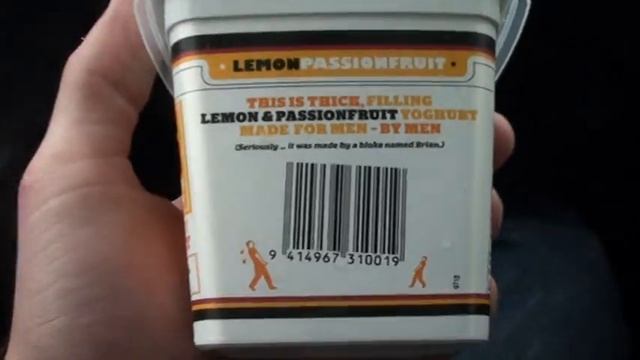 LEMONPASSIONFRUIT
THIS IS THICK, FILLING
LEMON & PASSIONFRUIT YOGHURT
MADE FOR MEN - BY MEN
(Seriously ... it was made by a bloke named Brian.)
9 414967 310019